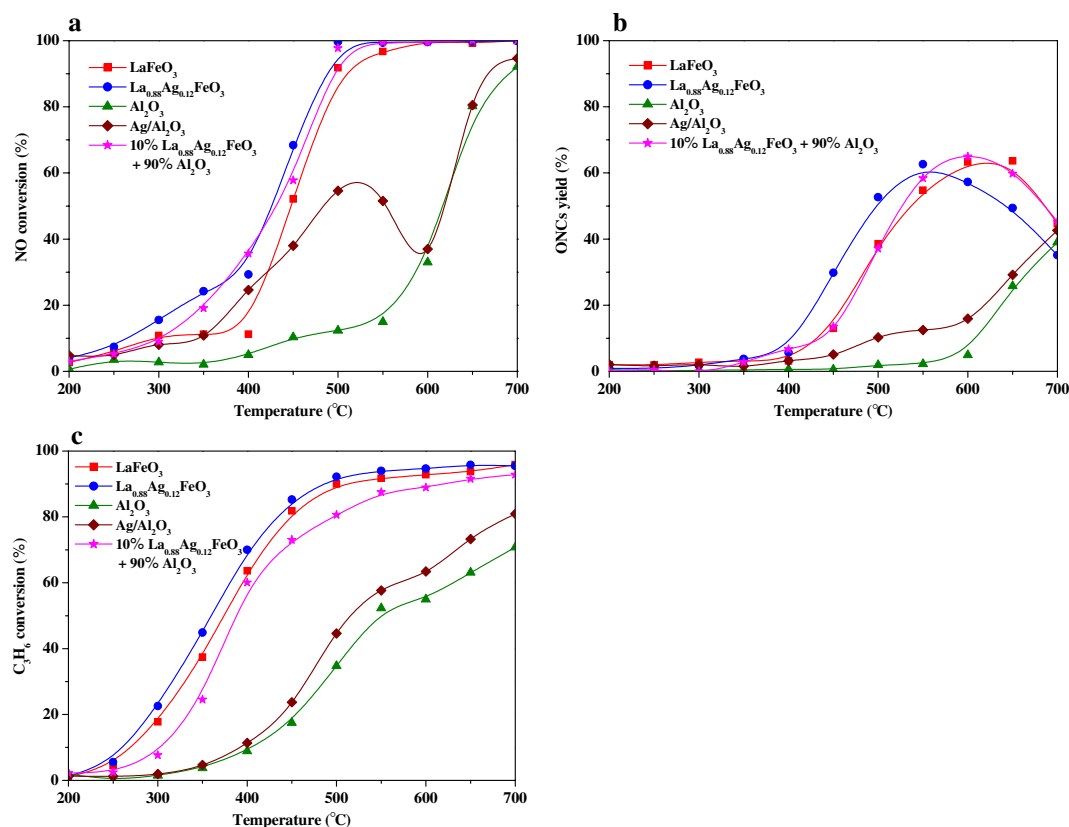 a
100
80
60
40
20
0
NO conversion (%)
LaFeO₃
La₀.₈₈Ag₀.₁₂FeO₃
Al₂O₃
Ag/Al₂O₃
10% La₀.₈₈Ag₀.₁₂FeO₃
+ 90% Al₂O₃
200 300 400 500 600 700
Temperature (℃)
b
100
80
60
40
20
0
ONCs yield (%)
LaFeO₃
La₀.₈₈Ag₀.₁₂FeO₃
Al₂O₃
Ag/Al₂O₃
10% La₀.₈₈Ag₀.₁₂FeO₃ + 90% Al₂O₃
200 300 400 500 600 700
Temperature (℃)
c
100
80
60
40
20
0
C₃H₆ conversion (%)
LaFeO₃
La₀.₈₈Ag₀.₁₂FeO₃
Al₂O₃
Ag/Al₂O₃
10% La₀.₈₈Ag₀.₁₂FeO₃
+ 90% Al₂O₃
200 300 400 500 600 700
Temperature (℃)